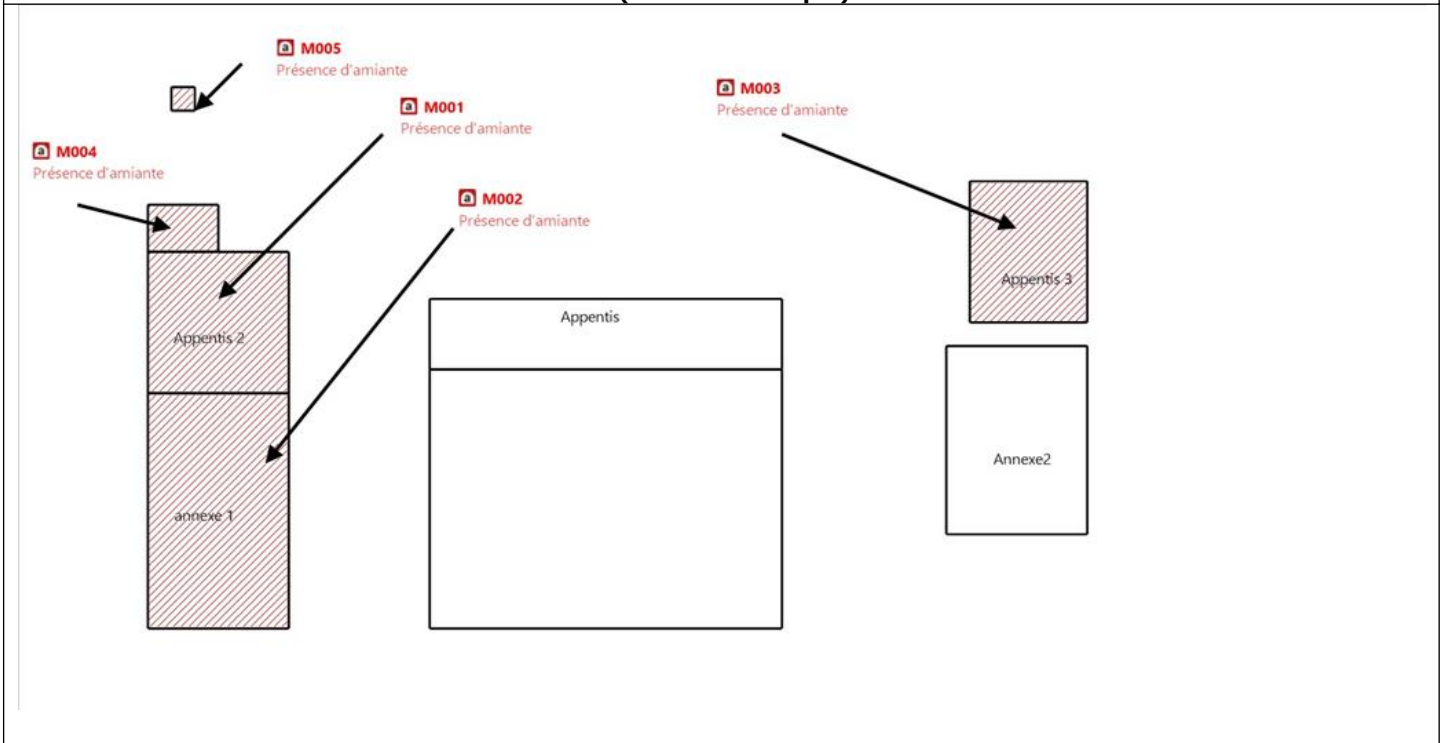 a M005
Présence d'amiante
a M003
Présence d'amiante
a M001
Présence d'amiante
a M004
Présence d'amiante
a M002
Présence d'amiante
Appentis 3
Appentis
Appentis 2
Annexe2
annexe 1